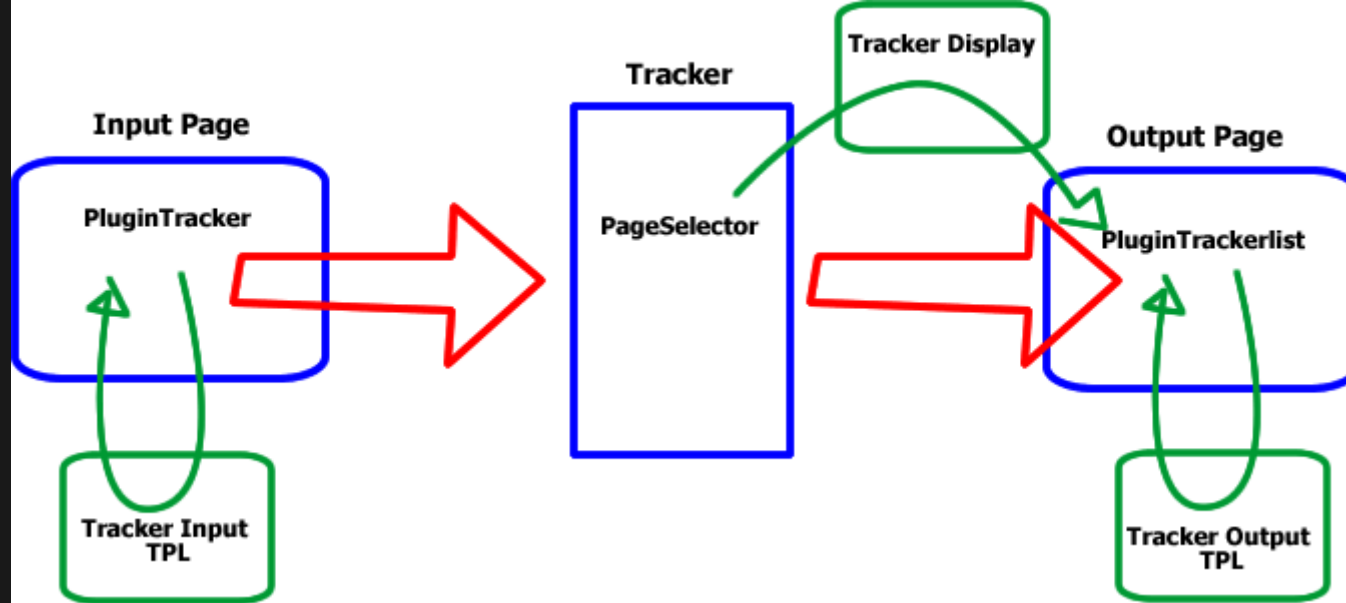 Input Page
PluginTracker
Tracker Input
TPL
Tracker
PageSelector
Tracker Display
Output Page
PluginTrackerlist
Tracker Output
TPL